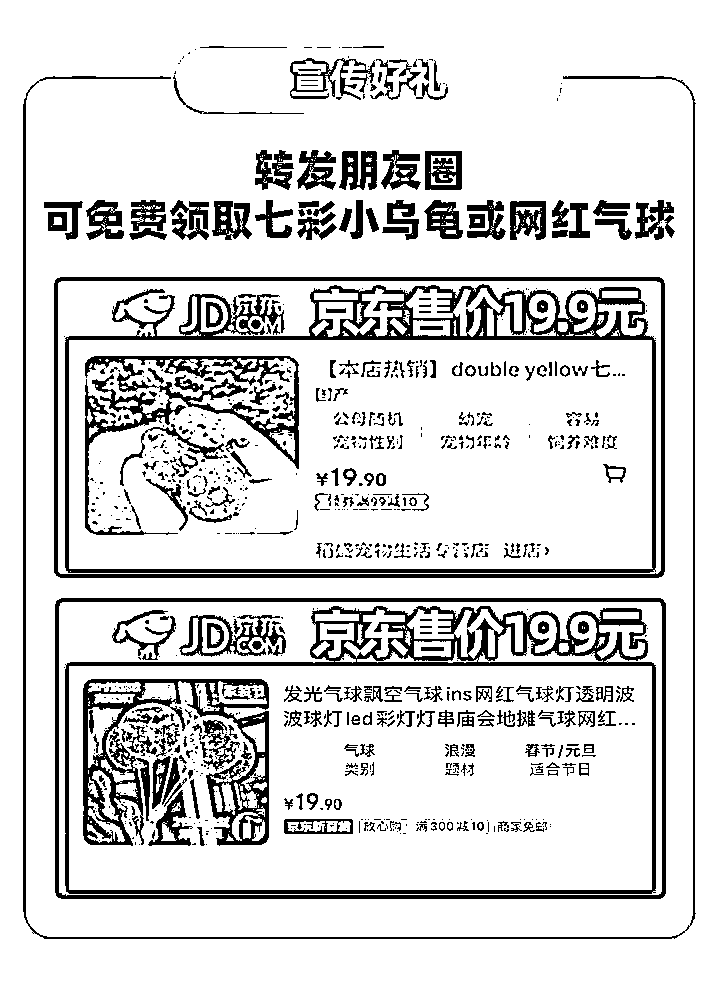 宣传好礼
转发朋友圈
可免费领取七彩小乌龟或网红气球
JD.COM 京东 京东售价19.9元
【本店热销】double yellow七...
国产
公母随机 幼宠 容易
宠物性别 宠物年龄 饲养难度
¥19.90
稻盛宠物生活专营店 进店›
JD.COM 京东 京东售价19.9元
发光气球飘空气球ins网红气球灯透明波
波球灯led彩灯灯串庙会地摊气球网红...
气球 浪漫 春节/元旦
类别 题材 适合节日
¥19.90
放心购 满300减10 商家免邮